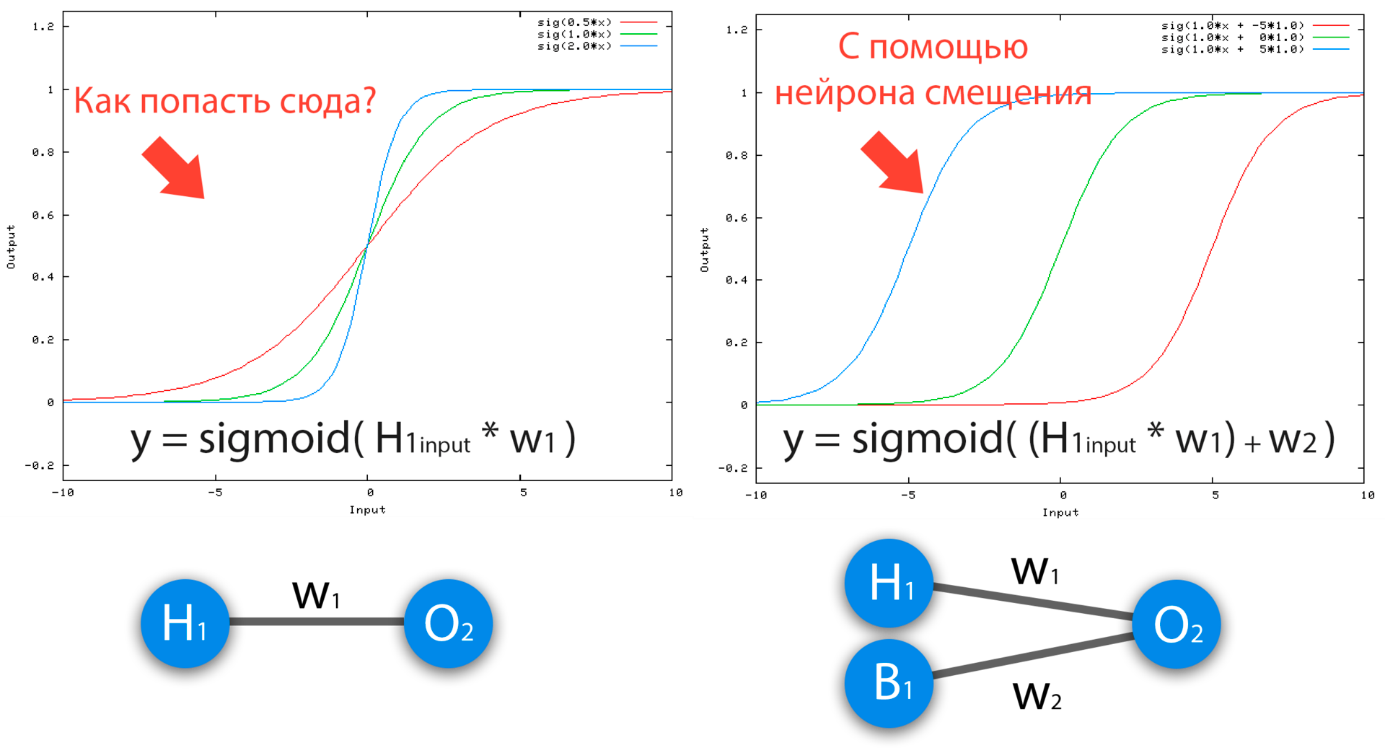 1.2
1
0.8
0.6
0.4
0.2
0
-0.2
Output
sig(0.5*x)
sig(1.0*x)
sig(2.0*x)
Как попасть сюда?
y = sigmoid( H1input * w1 )
-10
-5
0
5
10
Input
H1
w1
O2
1.2
1
0.8
0.6
0.4
0.2
0
-0.2
Output
sig(1.0*x + -5*1.0)
sig(1.0*x + 0*1.0)
sig(1.0*x + 5*1.0)
С помощью
нейрона смещения
y = sigmoid( (H1input * w1) + w2 )
-10
-5
0
5
10
Input
H1
w1
B1
w2
O2